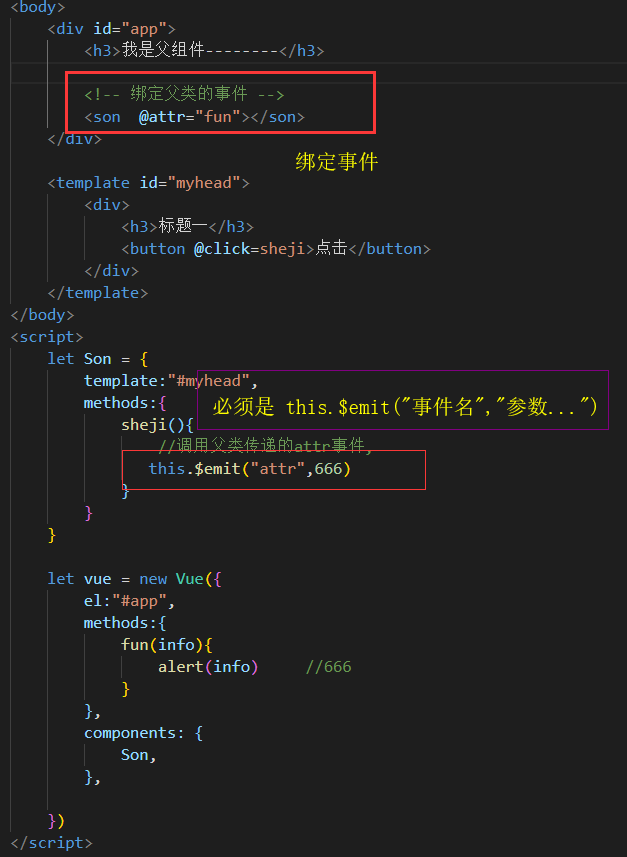 <body>
<div id="app">
<h3>我是父组件--------</h3>
<!-- 绑定父类的事件 -->
<son  @attr="fun"></son>
</div>
绑定事件
<template id="myhead">
<div>
<h3>标题一</h3>
<button @click=sheji>点击</button>
</div>
</template>
</body>
<script>
let Son = {
template:"#myhead",
methods:{
必须是 this.$emit("事件名","参数...")
sheji(){
//调用父类传递的attr事件,
this.$emit("attr",666)
}
}
}
let vue = new Vue({
el:"#app",
methods:{
fun(info){
alert(info)     //666
}
},
components: {
Son,
},
})
</script>